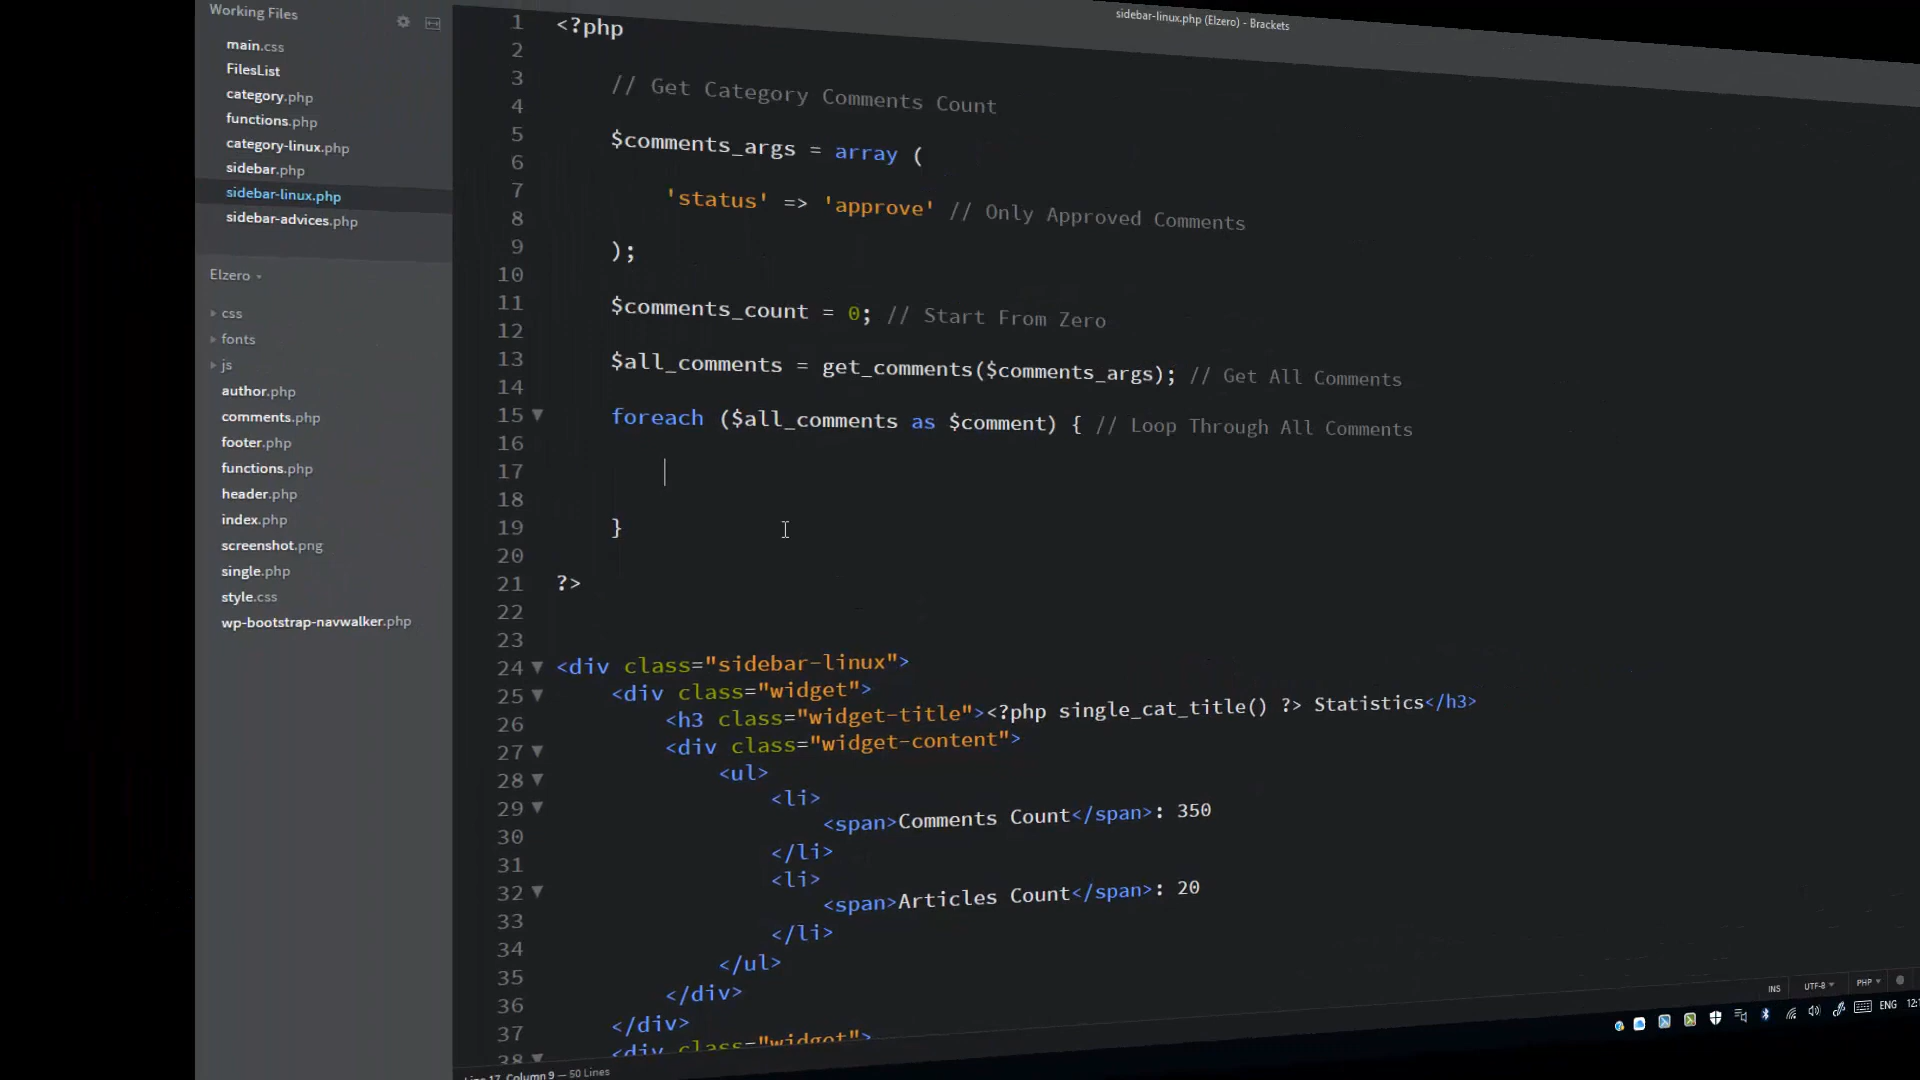 sidebar-linux.php (Elzero) - Brackets
Working Files
main.css
FilesList
category.php
functions.php
category-linux.php
sidebar.php
sidebar-linux.php
sidebar-advices.php
Elzero
css
fonts
js
author.php
comments.php
footer.php
functions.php
header.php
index.php
screenshot.png
single.php
style.css
wp-bootstrap-navwalker.php
1 <?php
2
3 // Get Category Comments Count
4
5 $comments_args = array (
6
7 'status' => 'approve' // Only Approved Comments
8
9 );
10
11 $comments_count = 0; // Start From Zero
12
13 $all_comments = get_comments($comments_args); // Get All Comments
14
15 foreach ($all_comments as $comment) { // Loop Through All Comments
16
17
18
19 }
20
21 ?>
22
23
24 <div class="sidebar-linux">
25 <div class="widget">
26 <h3 class="widget-title"><?php single_cat_title() ?> Statistics</h3>
27 <div class="widget-content">
28 <ul>
29 <li>
30 <span>Comments Count</span>: 350
31 </li>
32 <li>
33 <span>Articles Count</span>: 20
34 </li>
35 </ul>
36 </div>
37 </div>
38 <div class="widget">
Line 17, Column 9 — 50 Lines
INS UTF-8 PHP
ENG